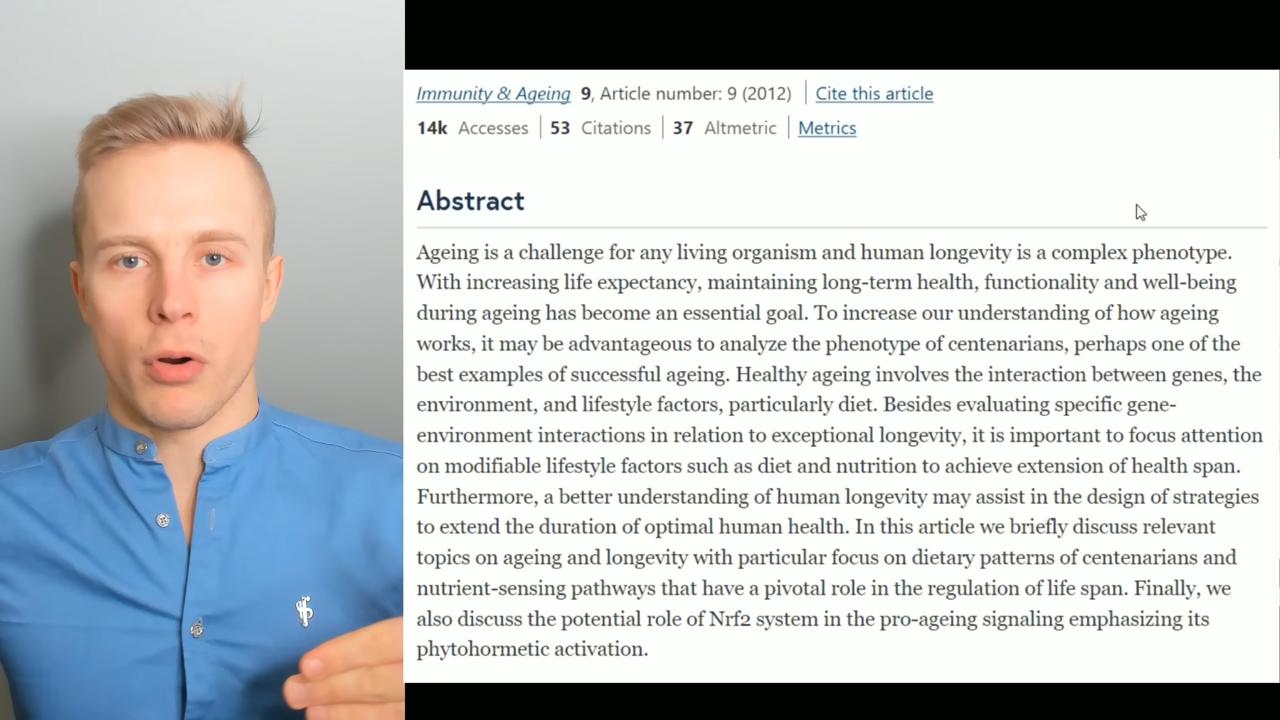 Immunity & Ageing 9, Article number: 9 (2012) Cite this article
14k Accesses 53 Citations 37 Altmetric Metrics
Abstract
Ageing is a challenge for any living organism and human longevity is a complex phenotype.
With increasing life expectancy, maintaining long-term health, functionality and well-being
during ageing has become an essential goal. To increase our understanding of how ageing
works, it may be advantageous to analyze the phenotype of centenarians, perhaps one of the
best examples of successful ageing. Healthy ageing involves the interaction between genes, the
environment, and lifestyle factors, particularly diet. Besides evaluating specific gene-
environment interactions in relation to exceptional longevity, it is important to focus attention
on modifiable lifestyle factors such as diet and nutrition to achieve extension of health span.
Furthermore, a better understanding of human longevity may assist in the design of strategies
to extend the duration of optimal human health. In this article we briefly discuss relevant
topics on ageing and longevity with particular focus on dietary patterns of centenarians and
nutrient-sensing pathways that have a pivotal role in the regulation of life span. Finally, we
also discuss the potential role of Nrf2 system in the pro-ageing signaling emphasizing its
phytohormetic activation.